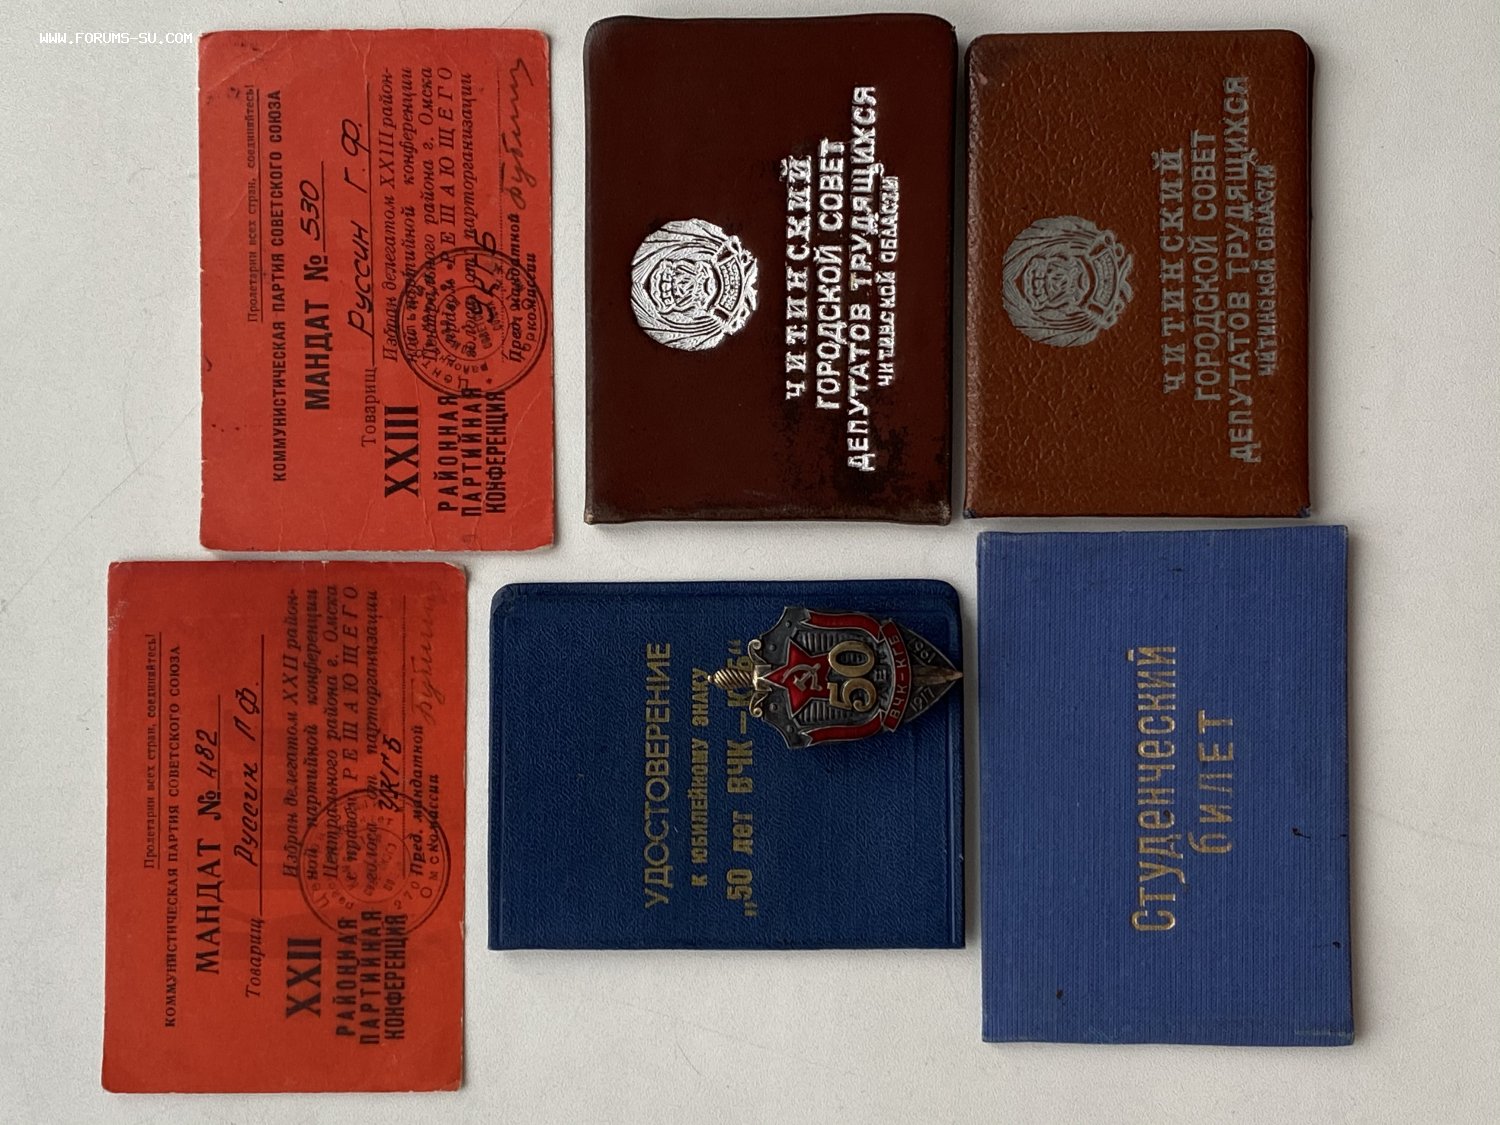 WWW.FORUMS-SU.COM
Пролетарии всех стран, соединяйтесь!
КОММУНИСТИЧЕСКАЯ ПАРТИЯ СОВЕТСКОГО СОЮЗА
МАНДАТ № 530
Товарищ Руссин Г.Ф.
XXIII
РАЙОННАЯ
ПАРТИЙНАЯ
КОНФЕРЕНЦИЯ
Избран делегатом XXIII район-
ной партийной конференции
Центрального района г. Омска
с правом РЕШАЮЩЕГО
голоса от парторганизации
Пред. мандатной
комиссии
ЧИТИНСКИЙ
ГОРОДСКОЙ СОВЕТ
ДЕПУТАТОВ ТРУДЯЩИХСЯ
ЧИТИНСКОЙ ОБЛАСТИ
ЧИТИНСКИЙ
ГОРОДСКОЙ СОВЕТ
ДЕПУТАТОВ ТРУДЯЩИХСЯ
ЧИТИНСКОЙ ОБЛАСТИ
Пролетарии всех стран, соединяйтесь!
КОММУНИСТИЧЕСКАЯ ПАРТИЯ СОВЕТСКОГО СОЮЗА
МАНДАТ № 482
Товарищ Руссин Г.Ф.
XXII
РАЙОННАЯ
ПАРТИЙНАЯ
КОНФЕРЕНЦИЯ
Избран делегатом XXII район-
ной партийной конференции
Центрального района г. Омска
с правом РЕШАЮЩЕГО
голоса от парторганизации
УКГБ
Пред. мандатной
комиссии
УДОСТОВЕРЕНИЕ
К ЮБИЛЕЙНОМУ ЗНАКУ
„50 лет ВЧК—КГБ“
50
ЛЕТ
ВЧК-КГБ
1917 1967
Студенческий
билет